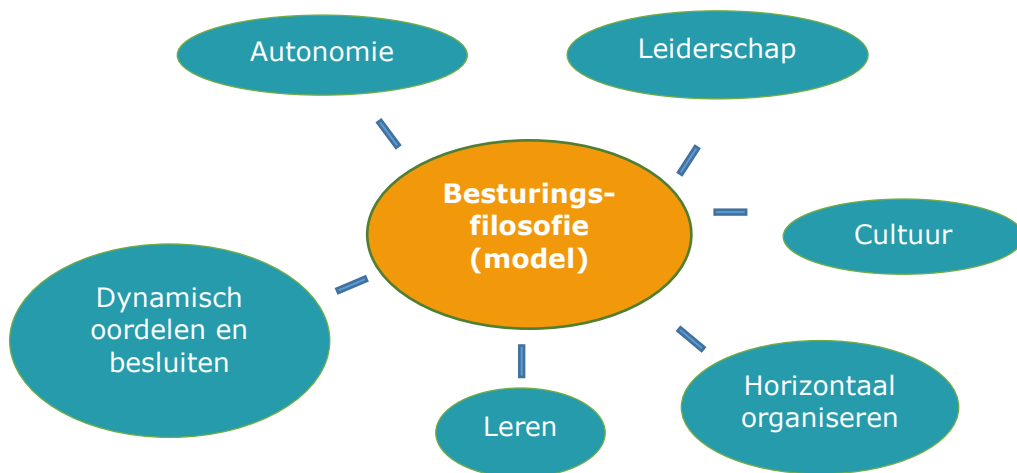 Autonomie
Leiderschap
Besturings-
filosofie
(model)
Cultuur
Dynamisch
oordelen en
besluiten
Horizontaal
organiseren
Leren